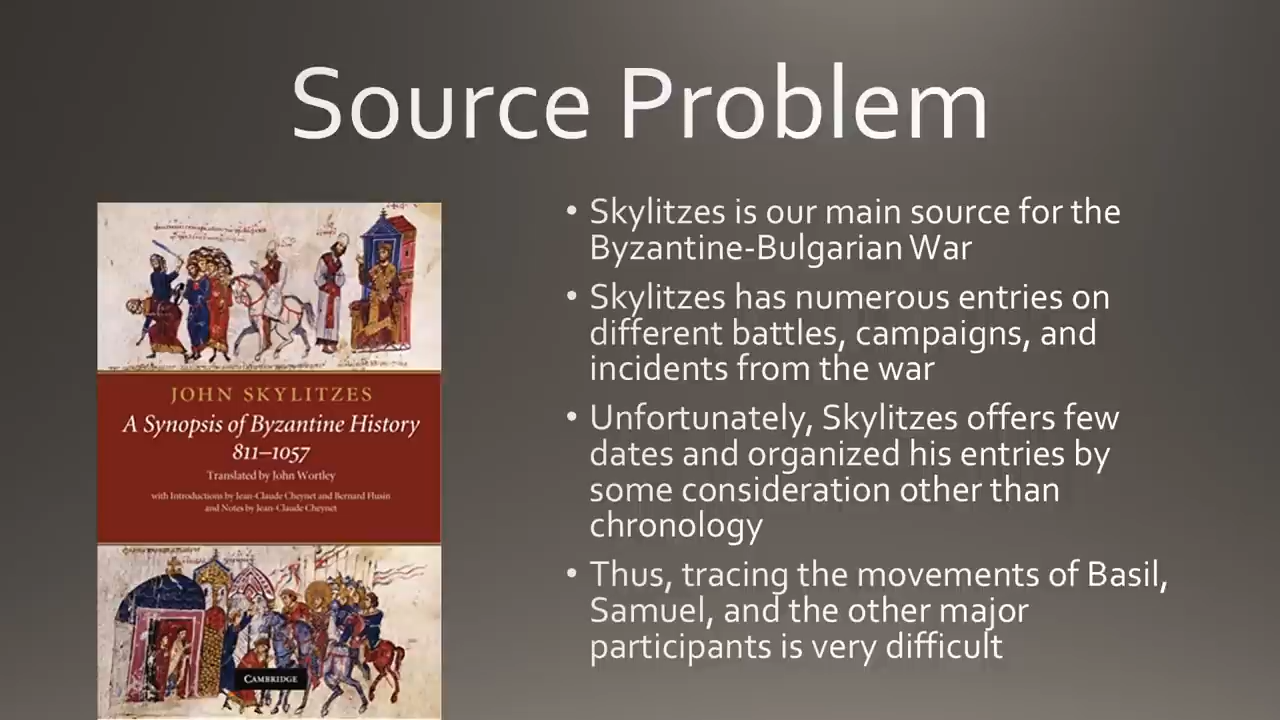 Source Problem
JOHN SKYLITZES
A Synopsis of Byzantine History
811–1057
Translated by John Wortley
with Introductions by Jean-Claude Cheynet and Bernard Flusin
and Notes by Jean-Claude Cheynet
CAMBRIDGE
• Skylitzes is our main source for the
Byzantine-Bulgarian War
• Skylitzes has numerous entries on
different battles, campaigns, and
incidents from the war
• Unfortunately, Skylitzes offers few
dates and organized his entries by
some consideration other than
chronology
• Thus, tracing the movements of Basil,
Samuel, and the other major
participants is very difficult